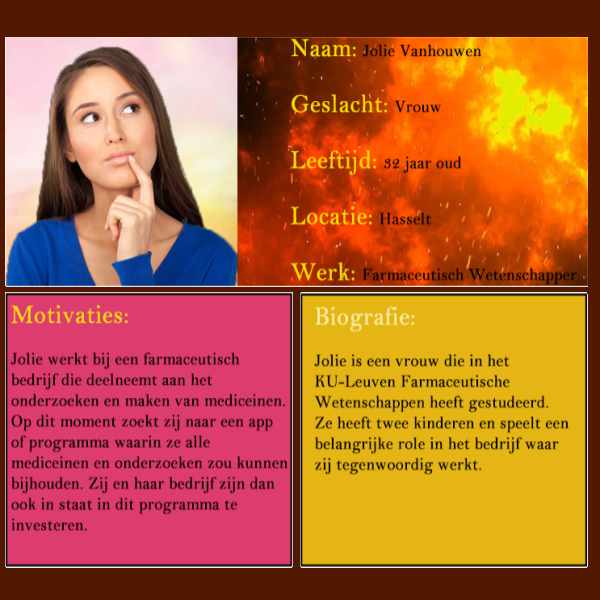 Naam: Jolie Vanhouwen
Geslacht: Vrouw
Leeftijd: 32 jaar oud
Locatie: Hasselt
Werk: Farmaceutisch Wetenschapper
Motivaties:
Jolie werkt bij een farmaceutisch
bedrijf die deelneemt aan het
onderzoeken en maken van mediceinen.
Op dit moment zoekt zij naar een app
of programma waarin ze alle
mediceinen en onderzoeken zou kunnen
bijhouden. Zij en haar bedrijf zijn dan
ook in staat in dit programma te
investeren.
Biografie:
Jolie is een vrouw die in het
KU-Leuven Farmaceutische
Wetenschappen heeft gestudeerd.
Ze heeft twee kinderen en speelt een
belangrijke role in het bedrijf waar
zij tegenwoordig werkt.